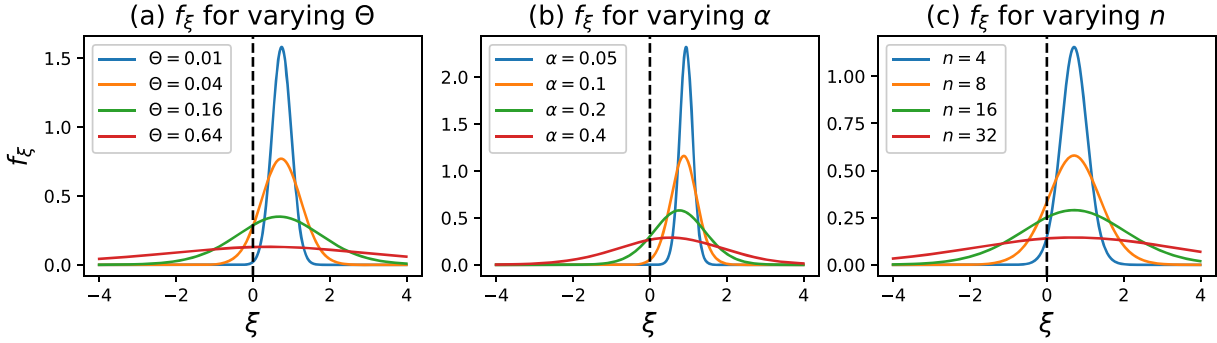 (a) f_ξ for varying Θ
Θ = 0.01
Θ = 0.04
Θ = 0.16
Θ = 0.64
f_ξ
1.5
1.0
0.5
0.0
−4 −2 0 2 4
ξ
(b) f_ξ for varying α
α = 0.05
α = 0.1
α = 0.2
α = 0.4
2.0
1.5
1.0
0.5
0.0
−4 −2 0 2 4
ξ
(c) f_ξ for varying n
n = 4
n = 8
n = 16
n = 32
1.00
0.75
0.50
0.25
0.00
−4 −2 0 2 4
ξ